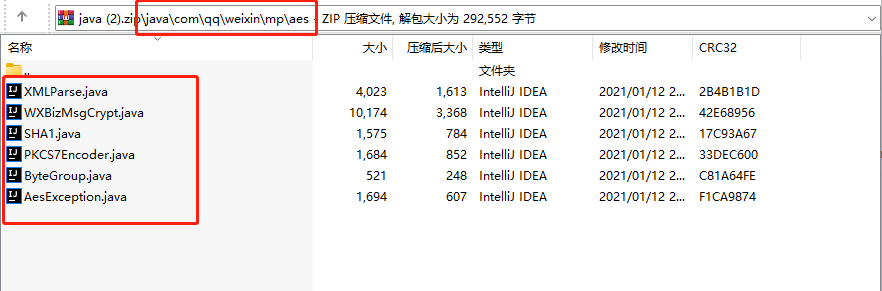 java (2).zip\java\com\qq\weixin\mp\aes - ZIP 压缩文件, 解包大小为 292,552 字节
名称 大小 压缩后大小 类型 修改时间 CRC32
.. 文件夹
XMLParse.java 4,023 1,613 IntelliJ IDEA 2021/01/12 2... 2B4B1B1D
WXBizMsgCrypt.java 10,174 3,368 IntelliJ IDEA 2021/01/12 2... 42E68956
SHA1.java 1,575 784 IntelliJ IDEA 2021/01/12 2... 17C93A67
PKCS7Encoder.java 1,684 852 IntelliJ IDEA 2021/01/12 2... 33DEC600
ByteGroup.java 521 248 IntelliJ IDEA 2021/01/12 2... C81A64FE
AesException.java 1,694 607 IntelliJ IDEA 2021/01/12 2... F1CA9874